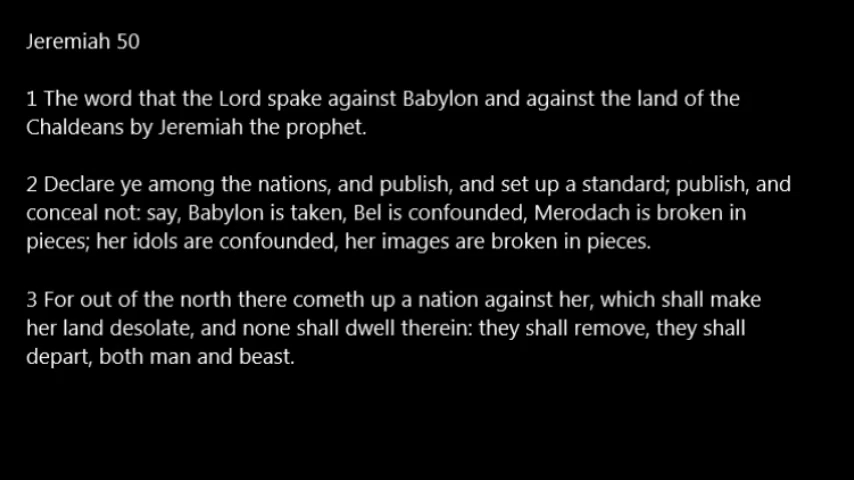 Jeremiah 50
1 The word that the Lord spake against Babylon and against the land of the
Chaldeans by Jeremiah the prophet.
2 Declare ye among the nations, and publish, and set up a standard; publish, and
conceal not: say, Babylon is taken, Bel is confounded, Merodach is broken in
pieces; her idols are confounded, her images are broken in pieces.
3 For out of the north there cometh up a nation against her, which shall make
her land desolate, and none shall dwell therein: they shall remove, they shall
depart, both man and beast.